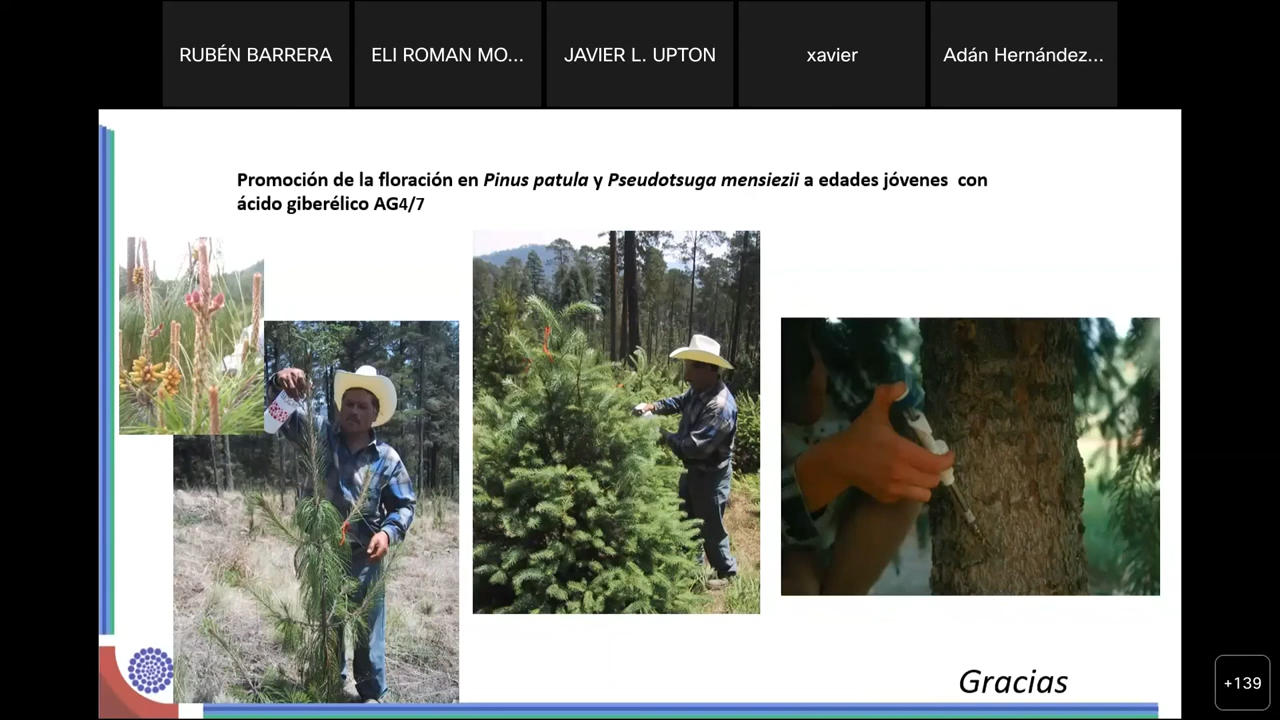 RUBÉN BARRERA
ELI ROMAN MO...
JAVIER L. UPTON
xavier
Adán Hernández...
Promoción de la floración en Pinus patula y Pseudotsuga mensiezii a edades jóvenes con
ácido giberélico AG4/7
Gracias
+139